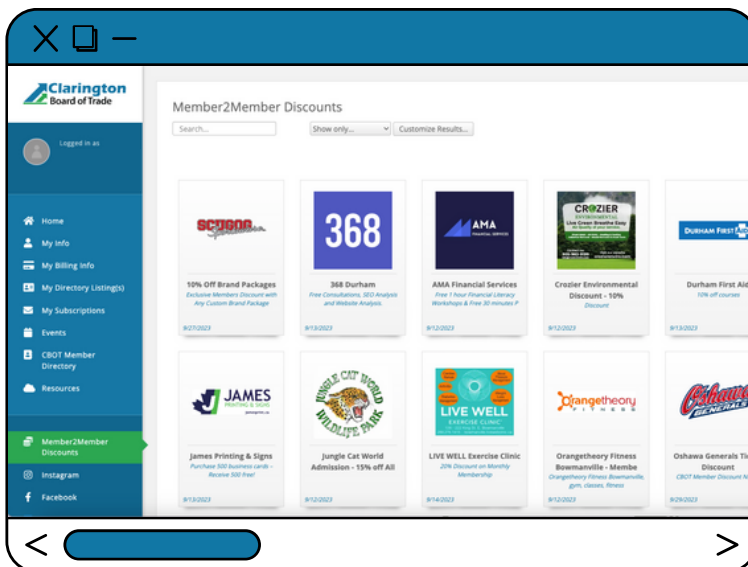 Clarington
Board of Trade
Logged in as
Home
My Info
My Billing Info
My Directory Listing(s)
My Subscriptions
Events
CBOT Member
Directory
Resources
Member2Member
Discounts
Instagram
Facebook
Member2Member Discounts
Search...
Show only...
Customize Results...
SCUGOG
10% Off Brand Packages
Exclusive Members Discount with
Any Custom Brand Package
9/27/2023
368
368 Durham
Free Consultations, SEO Analysis
and Website Analysis.
9/13/2023
AMA
FINANCIAL SERVICES
AMA Financial Services
Free 1 hour Financial Literacy
Workshops & Free 30 minutes P
9/12/2023
CROZIER
ENVIRONMENTAL
Live Green Breathe Easy
Crozier Environmental
Discount - 10%
Discount
9/12/2023
DURHAM FIRST AID
Durham First Aid
10% off courses
9/13/2023
JAMES
PRINTING & SIGNS
James Printing & Signs
Purchase 500 business cards -
Receive 500 free!
9/13/2023
JUNGLE CAT WORLD
WILDLIFE PARK
Jungle Cat World
Admission - 15% off All
9/12/2023
LIVE WELL
EXERCISE CLINIC
LIVE WELL Exercise Clinic
20% Discount on Monthly
Membership
9/14/2023
Orangetheory
FITNESS
Orangetheory Fitness
Bowmanville - Membe
Orangetheory Fitness Bowmanville,
gym, classes, fitness
9/12/2023
Oshawa
GENERALS
Oshawa Generals Ti
Discount
CBOT Member Discount N
9/29/2023